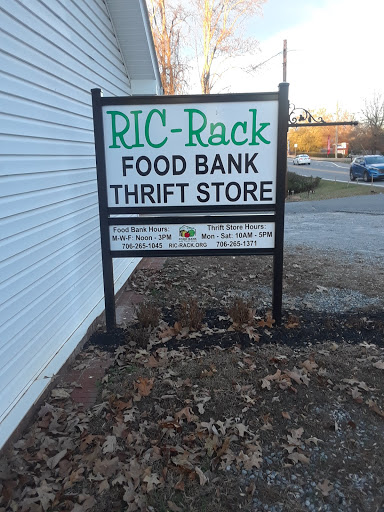 RIC-Rack
FOOD BANK
THRIFT STORE
Food Bank Hours:
M-W-F: Noon - 3PM
706-265-1045
RIC-RACK.ORG
Thrift Store Hours:
Mon - Sat: 10AM - 5PM
706-265-1371